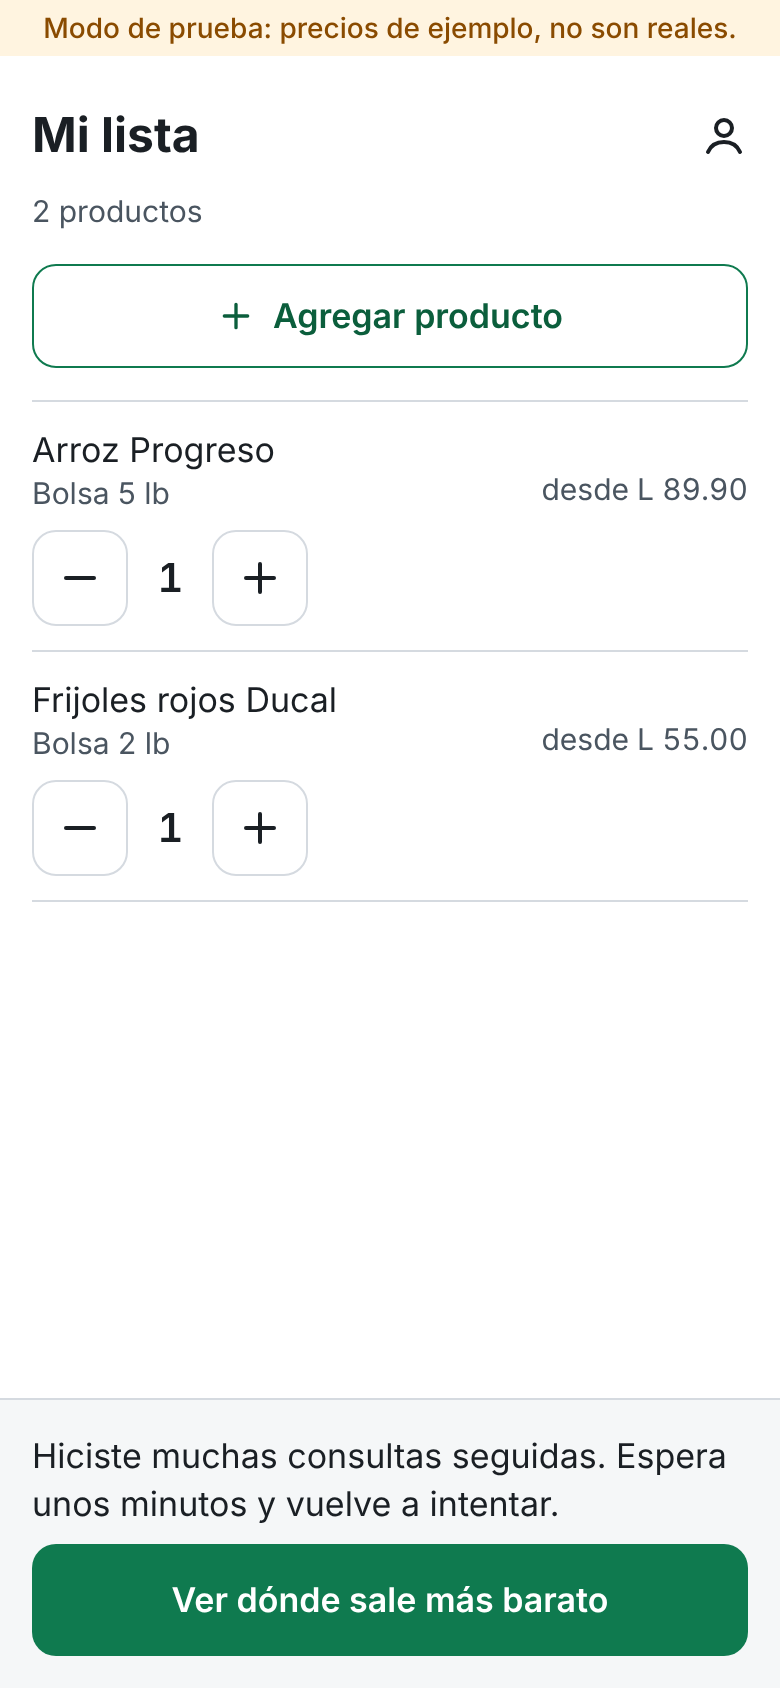 Modo de prueba: precios de ejemplo, no son reales.
Mi lista
2 productos
+ Agregar producto
Arroz Progreso
Bolsa 5 lb
desde L 89.90
− 1 +
Frijoles rojos Ducal
Bolsa 2 lb
desde L 55.00
− 1 +
Hiciste muchas consultas seguidas. Espera
unos minutos y vuelve a intentar.
Ver dónde sale más barato